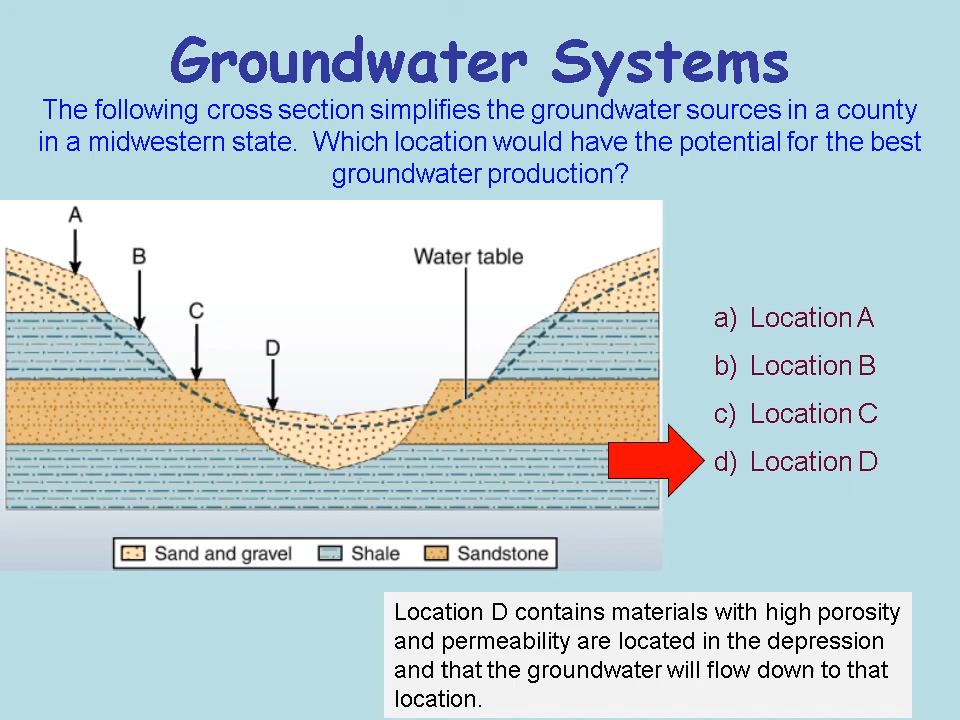 Groundwater Systems
The following cross section simplifies the groundwater sources in a county
in a midwestern state.  Which location would have the potential for the best
groundwater production?
A
B
Water table
C
D
a) Location A
b) Location B
c) Location C
d) Location D
Sand and gravel
Shale
Sandstone
Location D contains materials with high porosity
and permeability are located in the depression
and that the groundwater will flow down to that
location.